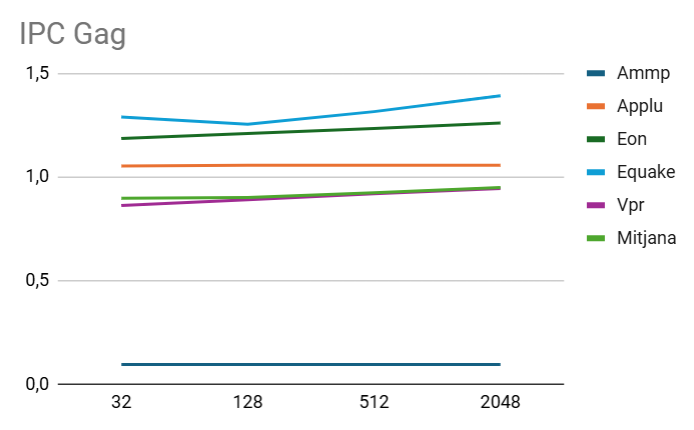 IPC Gag
1,5
1,0
0,5
0,0
32 128 512 2048
Ammp
Applu
Eon
Equake
Vpr
Mitjana